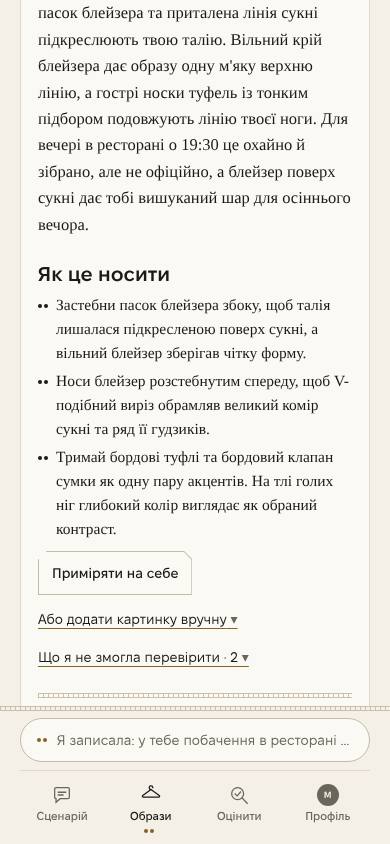 пасок блейзера та приталена лінія сукні
підкреслюють твою талію. Вільний крій
блейзера дає образу одну м'яку верхню
лінію, а гострі носки туфель із тонким
підбором подовжують лінію твоєї ноги. Для
вечері в ресторані о 19:30 це охайно й
зібрано, але не офіційно, а блейзер поверх
сукні дає тобі вишуканий шар для осіннього
вечора.
Як це носити
•• Застебни пасок блейзера збоку, щоб талія
лишалася підкресленою поверх сукні, а
вільний блейзер зберігав чітку форму.
•• Носи блейзер розстебнутим спереду, щоб V-
подібний виріз обрамляв великий комір
сукні та ряд її ґудзиків.
•• Тримай бордові туфлі та бордовий клапан
сумки як одну пару акцентів. На тлі голих
ніг глибокий колір виглядає як обраний
контраст.
Приміряти на себе
Або додати картинку вручну ▾
Що я не змогла перевірити · 2 ▾
•• Я записала: у тебе побачення в ресторані ...
Сценарій
Образи
Оцінити
М
Профіль